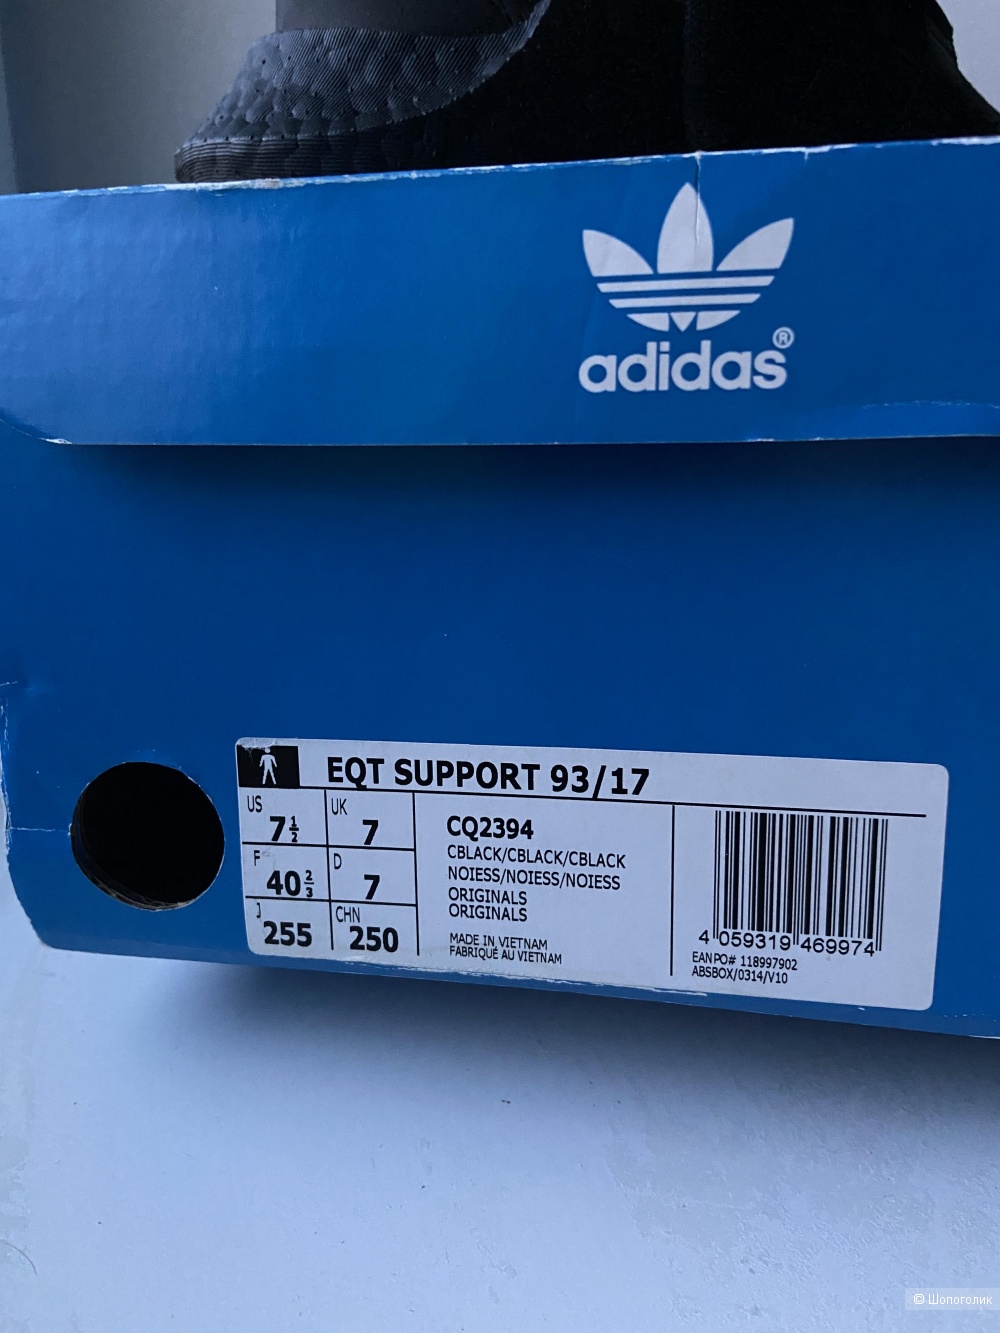 adidas®
EQT SUPPORT 93/17
US 7½
UK 7
F 40⅔
D 7
J 255
CHN 250
CQ2394
CBLACK/CBLACK/CBLACK
NOIESS/NOIESS/NOIESS
ORIGINALS
ORIGINALS
MADE IN VIETNAM
FABRIQUÉ AU VIETNAM
4 059319 469974
EAN PO# 118997902
ABSBOX/0314/V10
© Шопоголик